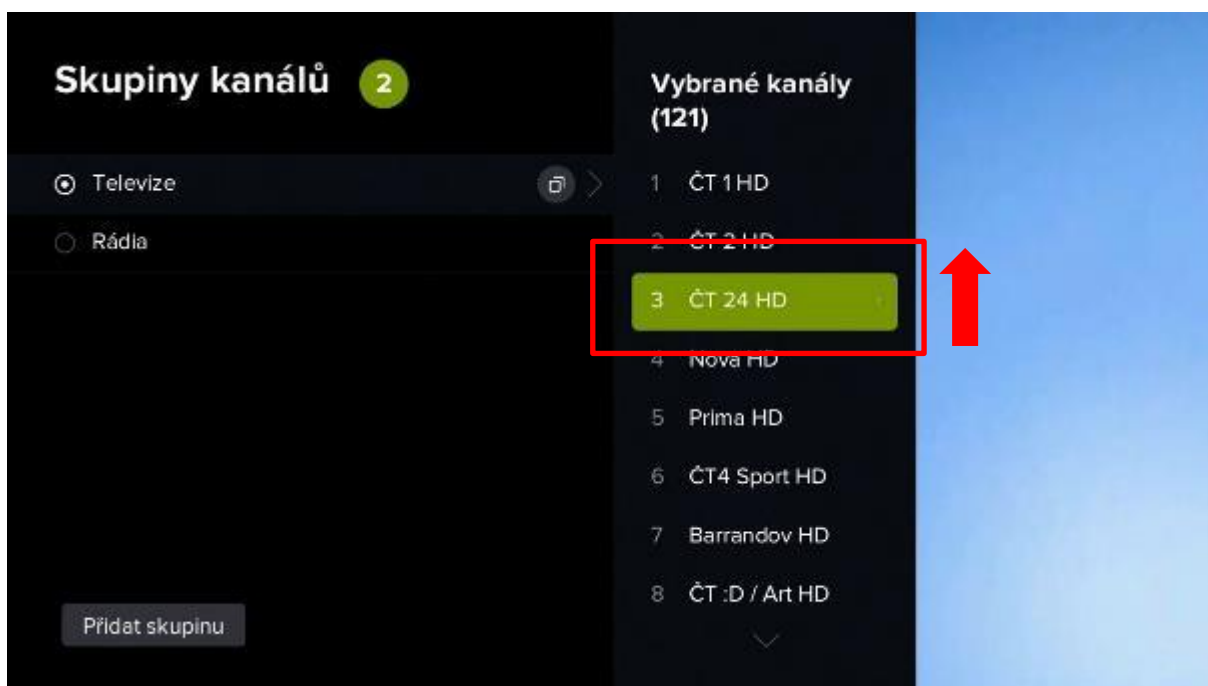 Skupiny kanálů 2
Televize
Rádia
Přidat skupinu
Vybrané kanály
(121)
1 ČT 1 HD
2 ČT 2 HD
3 ČT 24 HD
4 Nova HD
5 Prima HD
6 ČT4 Sport HD
7 Barrandov HD
8 ČT :D / Art HD